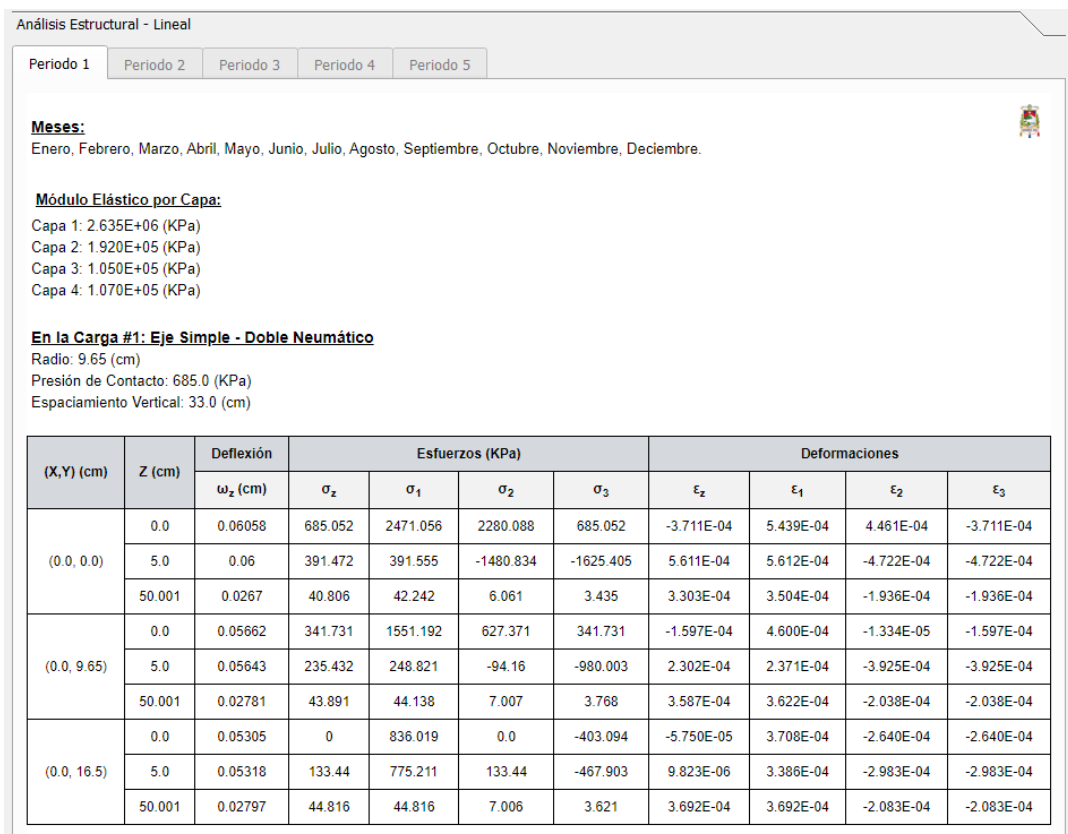 Análisis Estructural - Lineal
Periodo 1 Periodo 2 Periodo 3 Periodo 4 Periodo 5
Meses:
Enero, Febrero, Marzo, Abril, Mayo, Junio, Julio, Agosto, Septiembre, Octubre, Noviembre, Deciembre.
Módulo Elástico por Capa:
Capa 1: 2.635E+06 (KPa)
Capa 2: 1.920E+05 (KPa)
Capa 3: 1.050E+05 (KPa)
Capa 4: 1.070E+05 (KPa)
En la Carga #1: Eje Simple - Doble Neumático
Radio: 9.65 (cm)
Presión de Contacto: 685.0 (KPa)
Espaciamiento Vertical: 33.0 (cm)
(X,Y) (cm) Z (cm) Deflexión Esfuerzos (KPa) Deformaciones
ω_z (cm) σ_z σ_1 σ_2 σ_3 ε_z ε_1 ε_2 ε_3
0.0 0.06058 685.052 2471.056 2280.088 685.052 -3.711E-04 5.439E-04 4.461E-04 -3.711E-04
(0.0, 0.0) 5.0 0.06 391.472 391.555 -1480.834 -1625.405 5.611E-04 5.612E-04 -4.722E-04 -4.722E-04
50.001 0.0267 40.806 42.242 6.061 3.435 3.303E-04 3.504E-04 -1.936E-04 -1.936E-04
0.0 0.05662 341.731 1551.192 627.371 341.731 -1.597E-04 4.600E-04 -1.334E-05 -1.597E-04
(0.0, 9.65) 5.0 0.05643 235.432 248.821 -94.16 -980.003 2.302E-04 2.371E-04 -3.925E-04 -3.925E-04
50.001 0.02781 43.891 44.138 7.007 3.768 3.587E-04 3.622E-04 -2.038E-04 -2.038E-04
0.0 0.05305 0 836.019 0.0 -403.094 -5.750E-05 3.708E-04 -2.640E-04 -2.640E-04
(0.0, 16.5) 5.0 0.05318 133.44 775.211 133.44 -467.903 9.823E-06 3.386E-04 -2.983E-04 -2.983E-04
50.001 0.02797 44.816 44.816 7.006 3.621 3.692E-04 3.692E-04 -2.083E-04 -2.083E-04